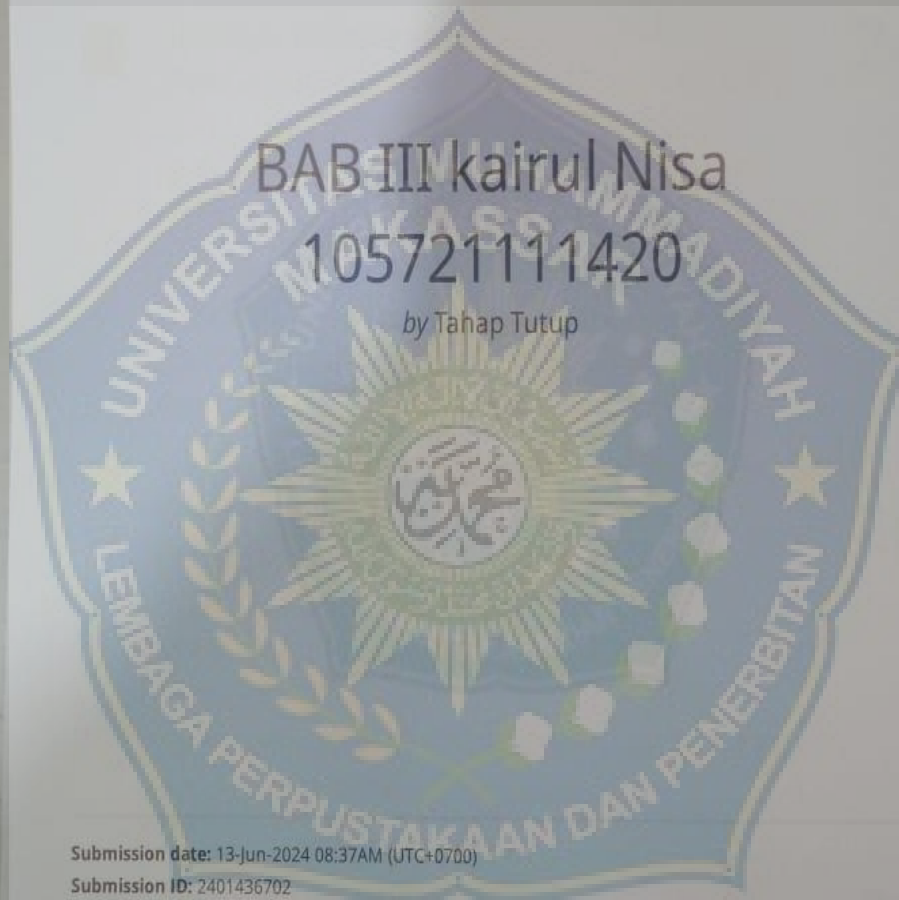 BAB III kairul Nisa
105721111420
by Tahap Tutup
UNIVERSITAS MUHAMMADIYAH
MAKASSAR
محمد
LEMBAGA PERPUSTAKAAN DAN PENERBITAN
Submission date: 13-Jun-2024 08:37AM (UTC+0700)
Submission ID: 2401436702